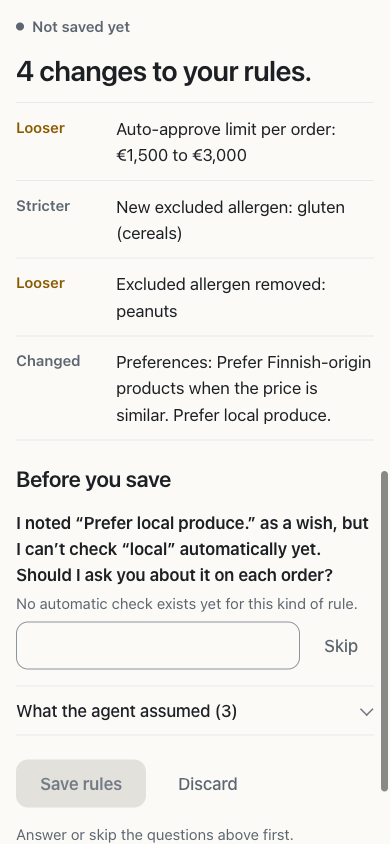 Not saved yet
4 changes to your rules.
Looser
Auto-approve limit per order:
€1,500 to €3,000
Stricter
New excluded allergen: gluten
(cereals)
Looser
Excluded allergen removed:
peanuts
Changed
Preferences: Prefer Finnish-origin
products when the price is
similar. Prefer local produce.
Before you save
I noted “Prefer local produce.” as a wish, but
I can’t check “local” automatically yet.
Should I ask you about it on each order?
No automatic check exists yet for this kind of rule.
Skip
What the agent assumed (3)
Save rules
Discard
Answer or skip the questions above first.